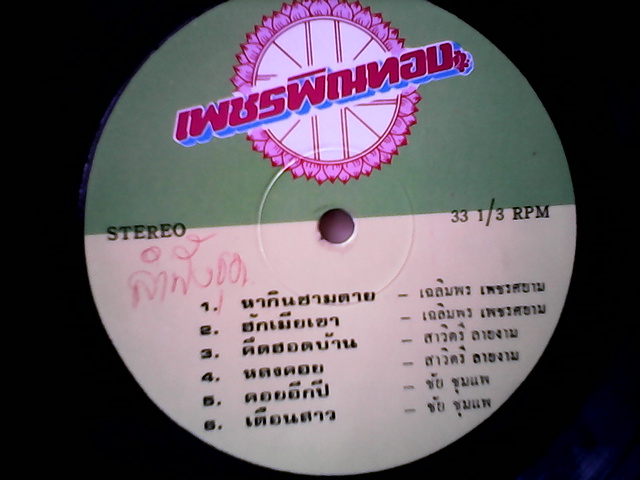 เพชรพิณทอง
STEREO
33 1/3 RPM
1. นากินฮามตาย – เฉลิมพร เพชรศยาม
2. ฮักเมียเขา – เฉลิมพร เพชรศยาม
3. คึดฮอดบ้าน – สาวิตรี ลายงาม
4. หลงคอย – สาวิตรี ลายงาม
5. คอยอีกปี – ชัย ชุมแพ
6. เตือนสาว – ชัย ชุมแพ